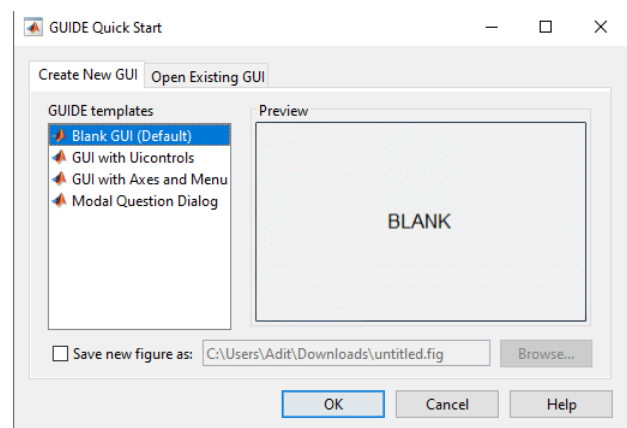 GUIDE Quick Start
Create New GUI Open Existing GUI
GUIDE templates
Blank GUI (Default)
GUI with Uicontrols
GUI with Axes and Menu
Modal Question Dialog
Preview
BLANK
Save new figure as: C:\Users\Adit\Downloads\untitled.fig Browse...
OK Cancel Help